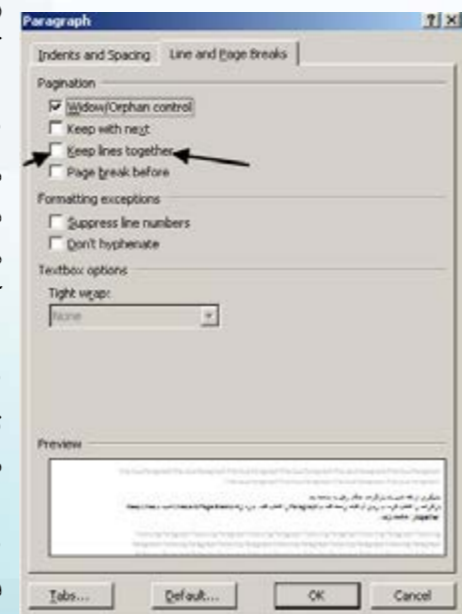 Paragraph
Indents and Spacing Line and Page Breaks
Pagination
Widow/Orphan control
Keep with next
Keep lines together
Page break before
Formatting exceptions
Suppress line numbers
Don't hyphenate
Textbox options
Tight wrap:
None
Preview
Tabs... Default... OK Cancel